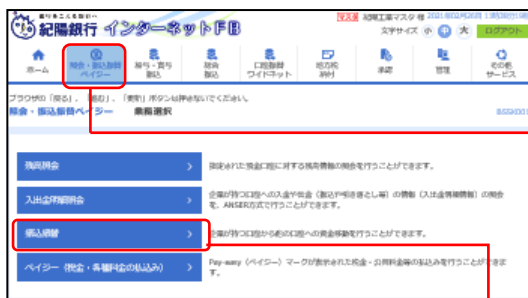 紀陽銀行 インターネットFB
文字サイズ 小 中 大 ログアウト
ホーム
照会・振込振替
ペイジー
給与・賞与
振込
総合
振込
口座振替
ワイドネット
地方税
納付
承認
管理
その他
サービス
ブラウザの「戻る」、「進む」、「更新」ボタンは押さないでください。
照会・振込振替ペイジー 業務選択
残高照会
指定された預金口座に対する残高情報の照会を行うことができます。
入出金明細照会
企業が持つ口座への入金や出金（振込や引き落とし等）の情報（入出金明細情報）の照会
を、ANSER方式で行うことができます。
振込振替
企業が持つ口座から他の口座への資金移動を行うことができます。
ペイジー（税金・各種料金の払込み）
Pay-easy（ペイジー）マークが表示された税金・公共料金等の払込みを行うことができま
す。